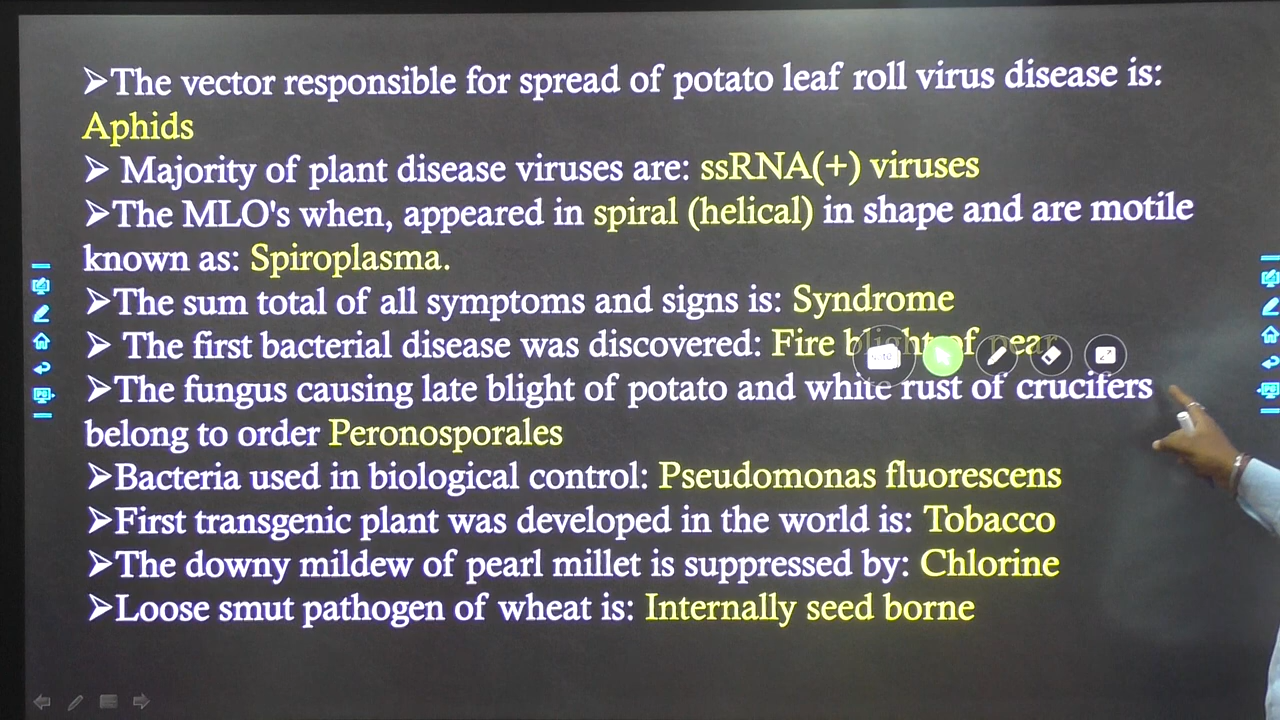 ➢The vector responsible for spread of potato leaf roll virus disease is:
Aphids
➢ Majority of plant disease viruses are: ssRNA(+) viruses
➢The MLO's when, appeared in spiral (helical) in shape and are motile
known as: Spiroplasma.
➢The sum total of all symptoms and signs is: Syndrome
➢ The first bacterial disease was discovered: Fire blight of pear
➢The fungus causing late blight of potato and white rust of crucifers
belong to order Peronosporales
➢Bacteria used in biological control: Pseudomonas fluorescens
➢First transgenic plant was developed in the world is: Tobacco
➢The downy mildew of pearl millet is suppressed by: Chlorine
➢Loose smut pathogen of wheat is: Internally seed borne